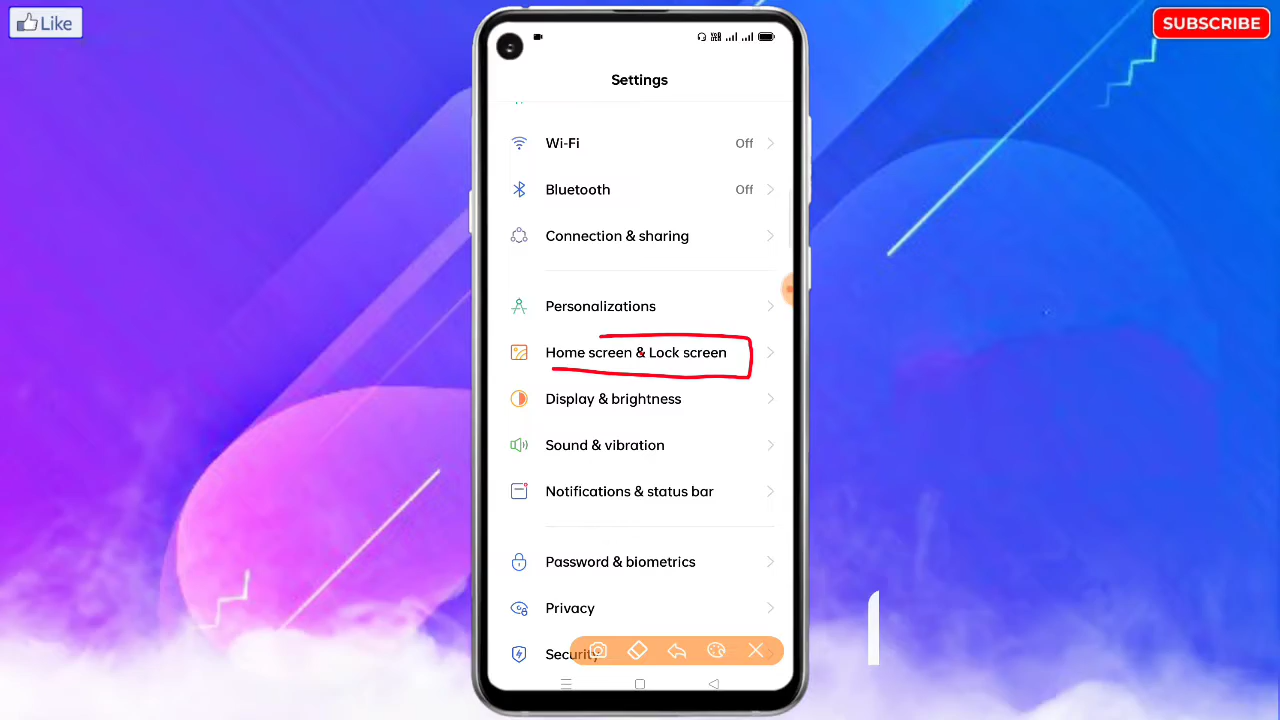 Like
SUBSCRIBE
Settings
Wi-Fi Off
Bluetooth Off
Connection & sharing
Personalizations
Home screen & Lock screen
Display & brightness
Sound & vibration
Notifications & status bar
Password & biometrics
Privacy
Security